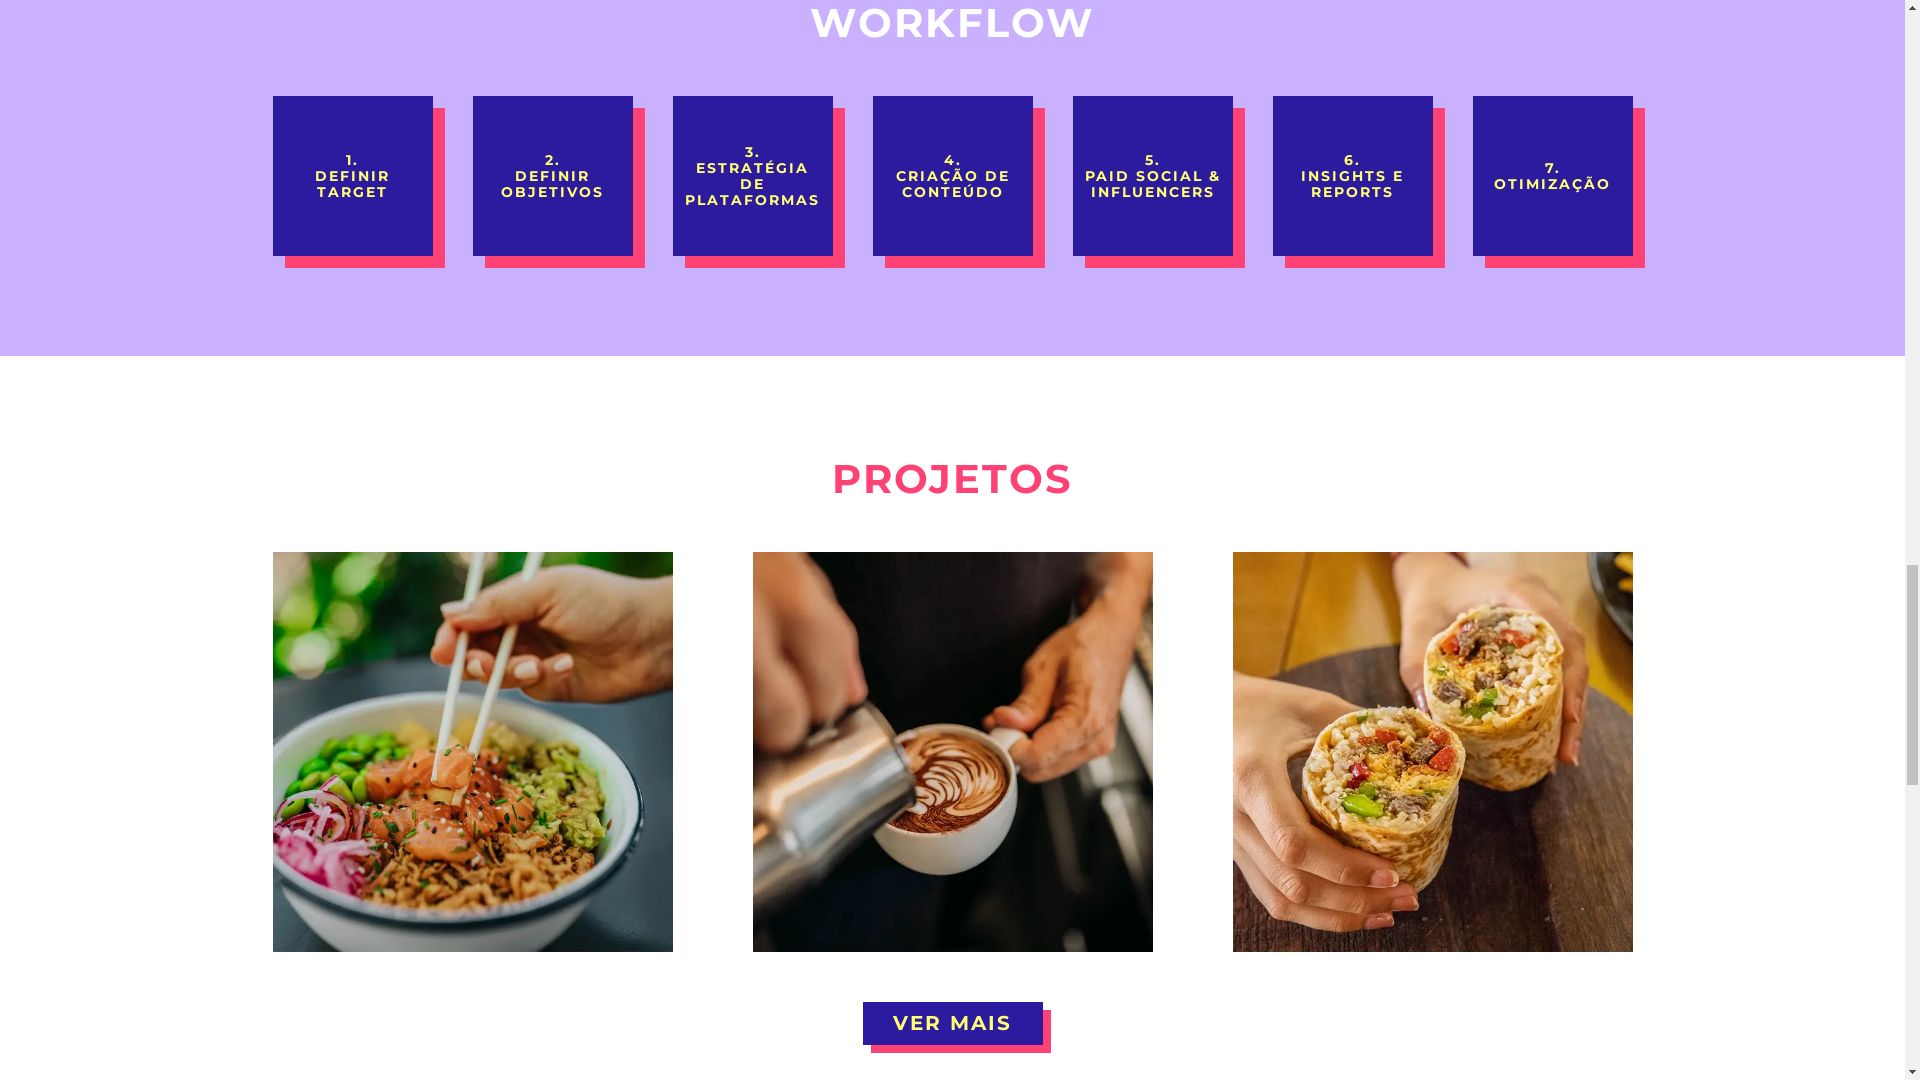 WORKFLOW
1.
DEFINIR
TARGET
2.
DEFINIR
OBJETIVOS
3.
ESTRATÉGIA
DE
PLATAFORMAS
4.
CRIAÇÃO DE
CONTEÚDO
5.
PAID SOCIAL &
INFLUENCERS
6.
INSIGHTS E
REPORTS
7.
OTIMIZAÇÃO
PROJETOS
VER MAIS